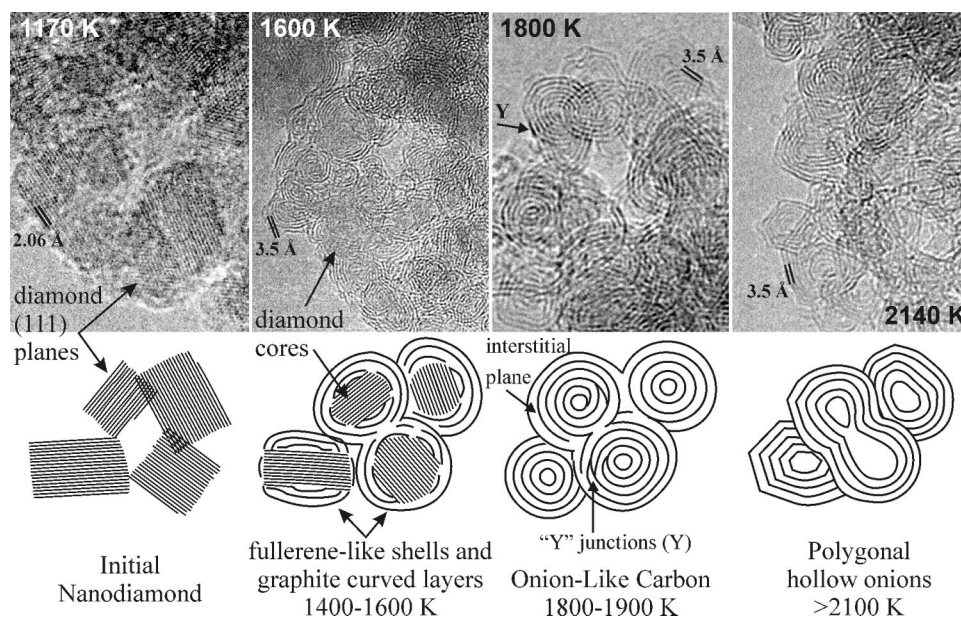 1170 K
2.06 Å
diamond
(111)
planes
1600 K
3.5 Å
diamond
cores
1800 K
3.5 Å
Y
interstitial
plane
3.5 Å
2140 K
Initial
Nanodiamond
fullerene-like shells and
graphite curved layers
1400-1600 K
“Y” junctions (Y)
Onion-Like Carbon
1800-1900 K
Polygonal
hollow onions
>2100 K